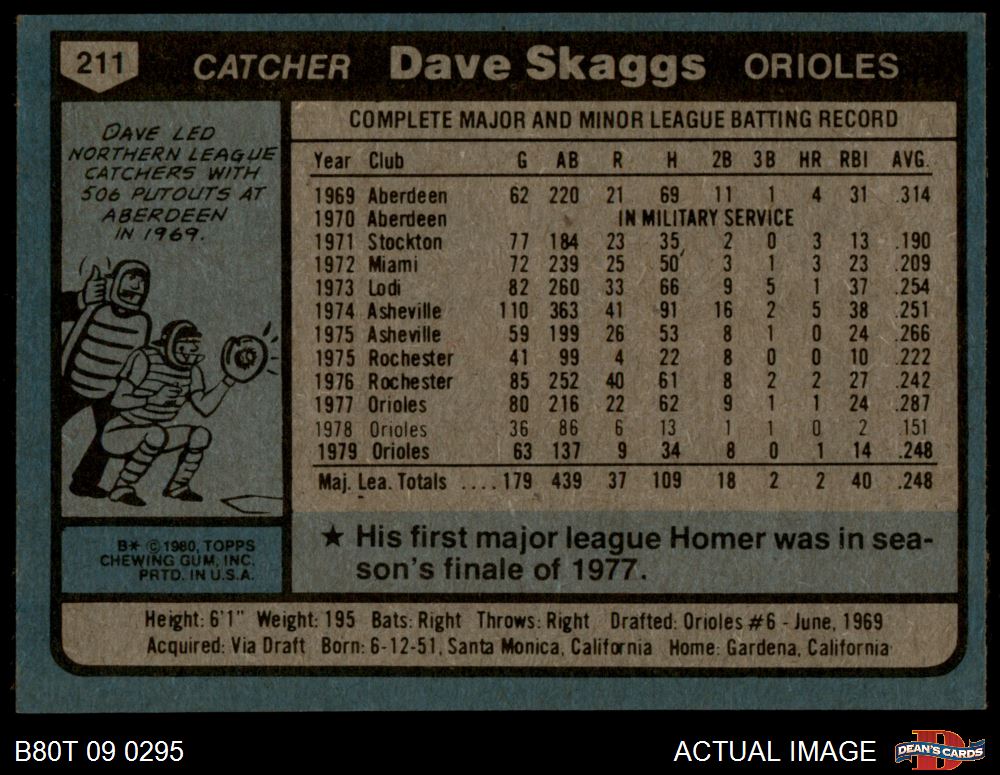 211 CATCHER Dave Skaggs ORIOLES
DAVE LED
NORTHERN LEAGUE
CATCHERS WITH
506 PUTOUTS AT
ABERDEEN
IN 1969.
COMPLETE MAJOR AND MINOR LEAGUE BATTING RECORD
Year Club G AB R H 2B 3B HR RBI AVG.
1969 Aberdeen 62 220 21 69 11 1 4 31 .314
1970 Aberdeen IN MILITARY SERVICE
1971 Stockton 77 184 23 35 2 0 3 13 .190
1972 Miami 72 239 25 50 3 1 3 23 .209
1973 Lodi 82 260 33 66 9 5 1 37 .254
1974 Asheville 110 363 41 91 16 2 5 38 .251
1975 Asheville 59 199 26 53 8 1 0 24 .266
1975 Rochester 41 99 4 22 8 0 0 10 .222
1976 Rochester 85 252 40 61 8 2 2 27 .242
1977 Orioles 80 216 22 62 9 1 1 24 .287
1978 Orioles 36 86 6 13 1 1 0 2 .151
1979 Orioles 63 137 9 34 8 0 1 14 .248
Maj. Lea. Totals ....179 439 37 109 18 2 2 40 .248
★ His first major league Homer was in sea-
son's finale of 1977.
B* © 1980, TOPPS
CHEWING GUM, INC.
PRTD. IN U.S.A.
Height: 6'1" Weight: 195 Bats: Right Throws: Right Drafted: Orioles #6 - June, 1969
Acquired: Via Draft Born: 6-12-51, Santa Monica, California Home: Gardena, California
B80T 09 0295
ACTUAL IMAGE
DEAN'S CARDS